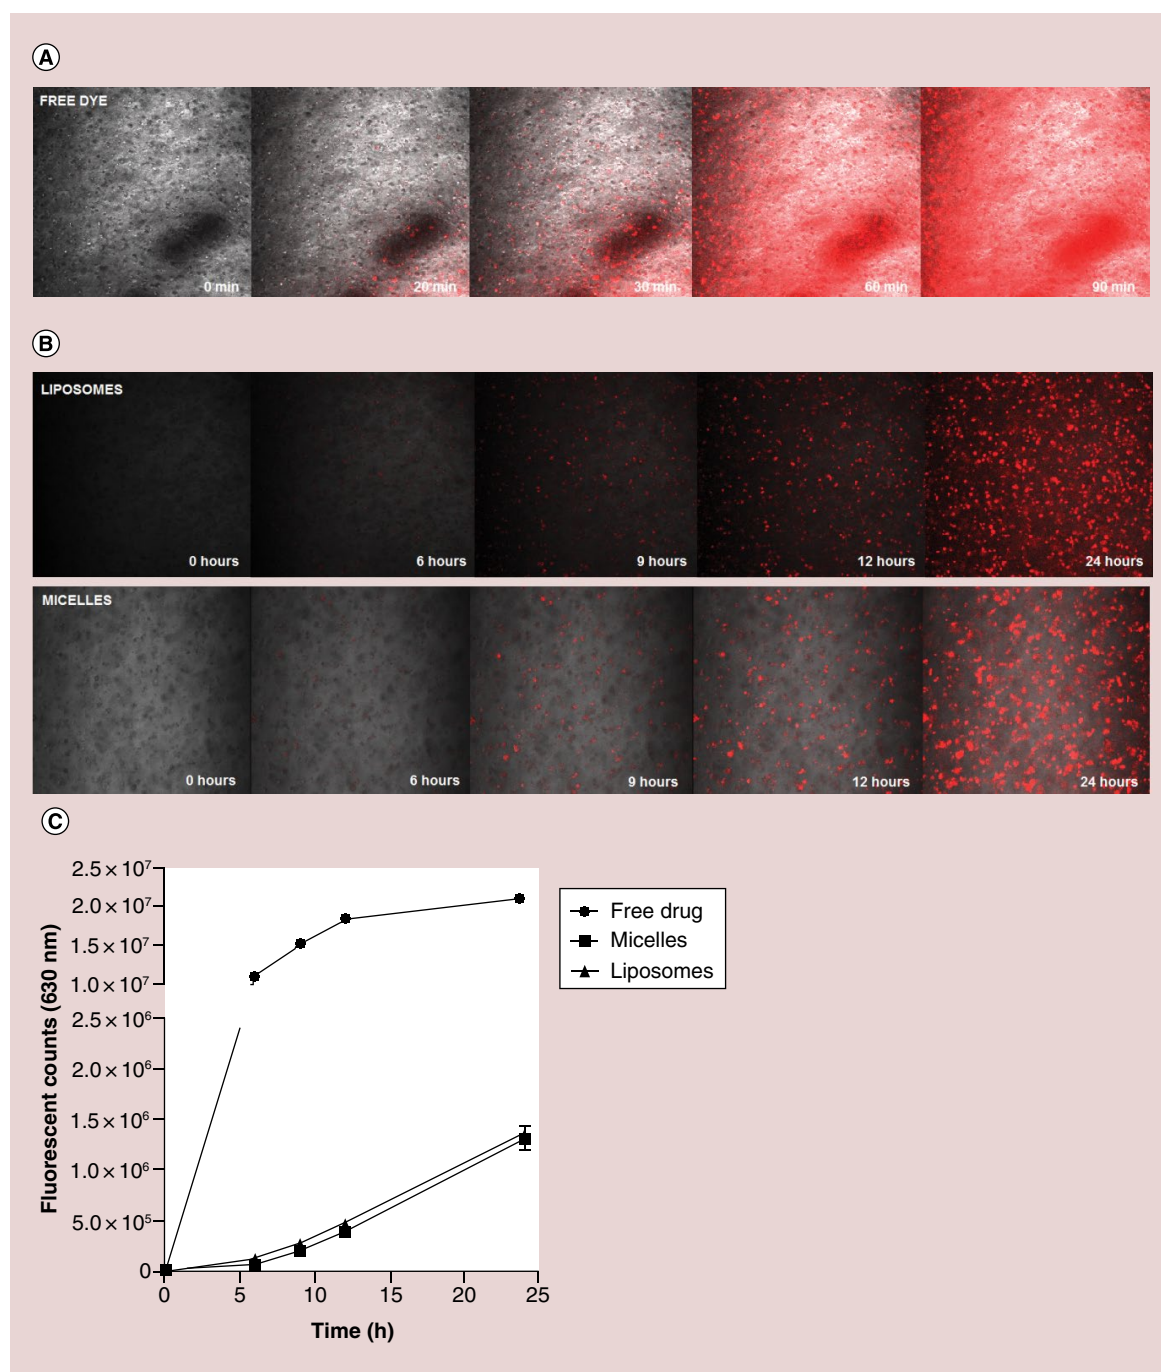 A
FREE DYE
0 min
20 min
30 min
60 min
90 min
B
LIPOSOMES
0 hours
6 hours
9 hours
12 hours
24 hours
MICELLES
0 hours
6 hours
9 hours
12 hours
24 hours
C
2.5 × 10⁷
2.0 × 10⁷
1.5 × 10⁷
1.0 × 10⁷
2.5 × 10⁶
2.0 × 10⁶
1.5 × 10⁶
1.0 × 10⁶
5.0 × 10⁵
0
Fluorescent counts (630 nm)
0 5 10 15 20 25
Time (h)
Free drug
Micelles
Liposomes